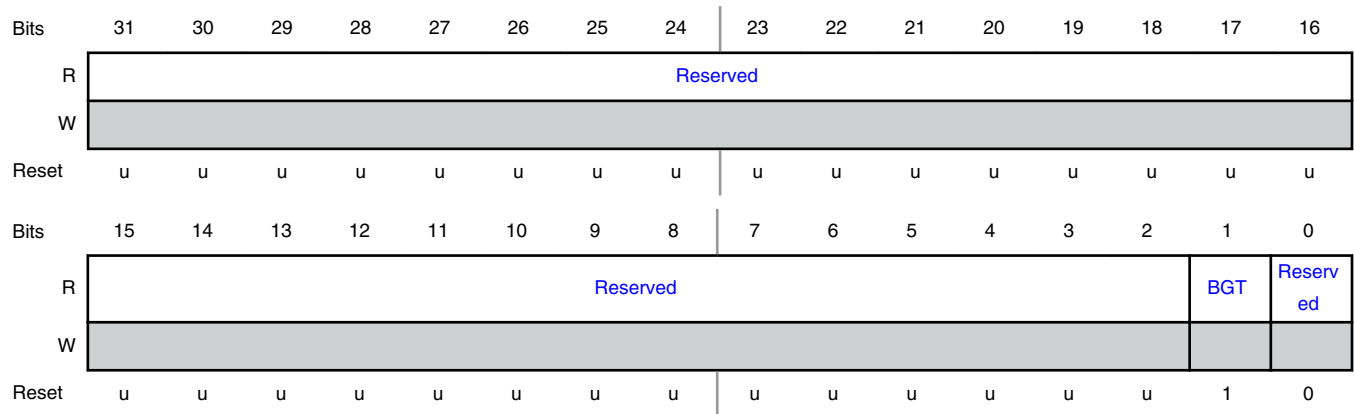 Bits 31 30 29 28 27 26 25 24 23 22 21 20 19 18 17 16
R Reserved
W
Reset u u u u u u u u u u u u u u u u
Bits 15 14 13 12 11 10 9 8 7 6 5 4 3 2 1 0
R Reserved BGT Reserv
ed
W
Reset u u u u u u u u u u u u u u 1 0